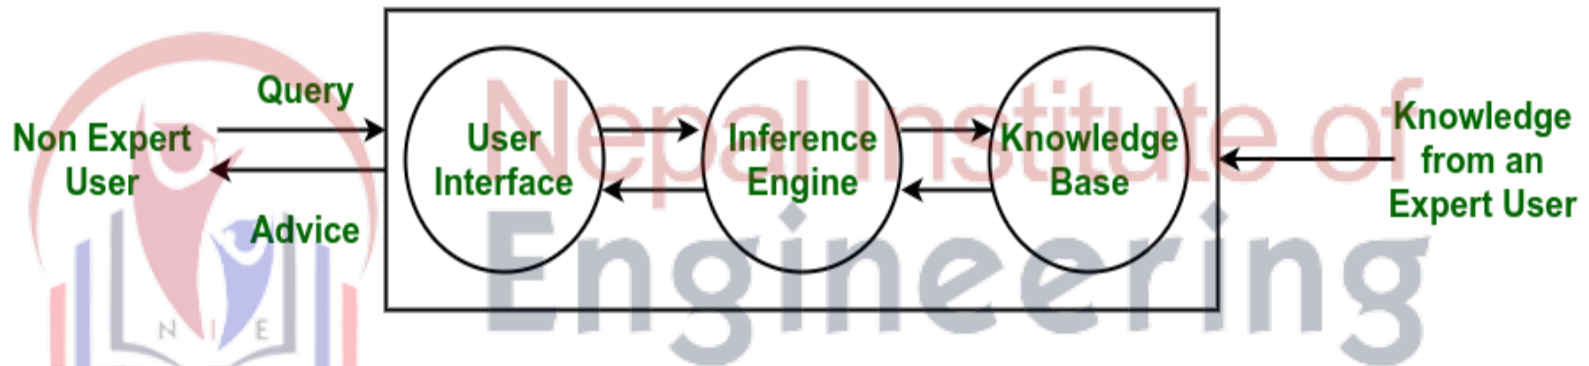 Query
Non Expert
User
Advice
User
Interface
Inference
Engine
Knowledge
Base
Knowledge
from an
Expert User
Nepal Institute of
Engineering
N I E